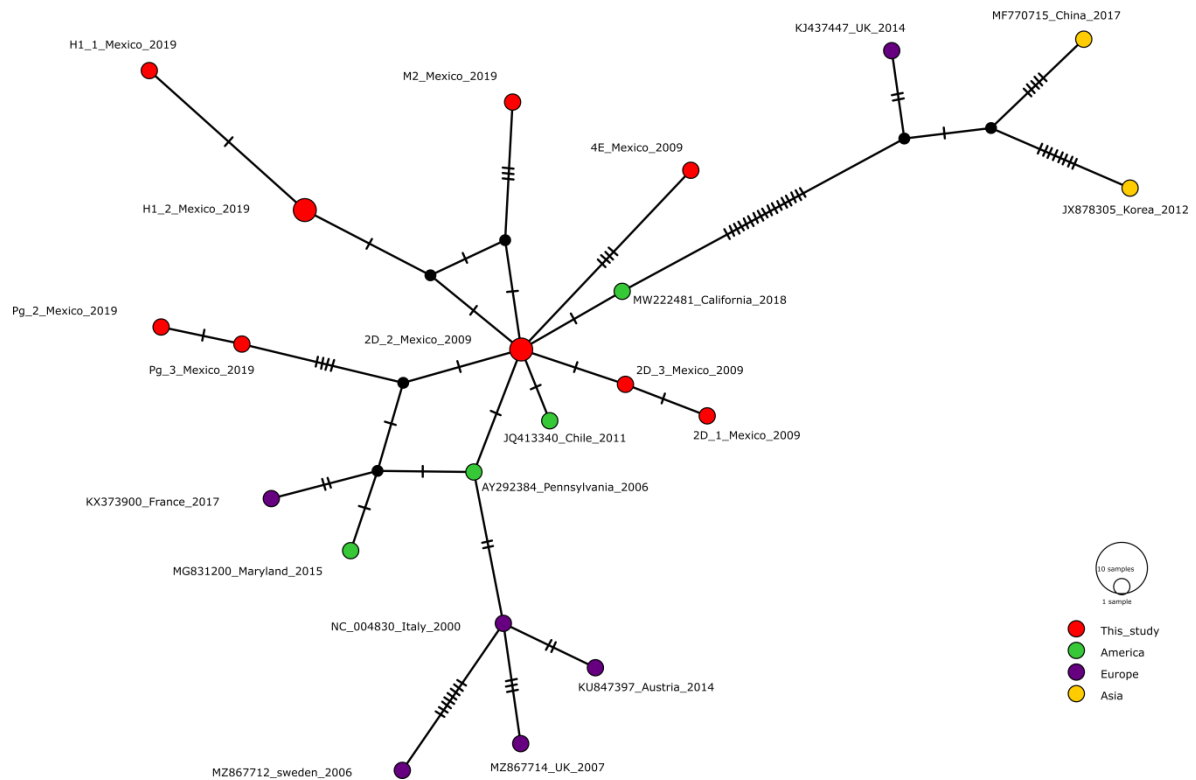 MF770715_China_2017
KJ437447_UK_2014
H1_1_Mexico_2019
M2_Mexico_2019
4E_Mexico_2009
H1_2_Mexico_2019
JX878305_Korea_2012
MW222481_California_2018
Pg_2_Mexico_2019
2D_2_Mexico_2009
Pg_3_Mexico_2019
2D_3_Mexico_2009
JQ413340_Chile_2011
2D_1_Mexico_2009
AY292384_Pennsylvania_2006
KX373900_France_2017
MG831200_Maryland_2015
10 samples
1 sample
NC_004830_Italy_2000
This_study
America
Europe
Asia
KU847397_Austria_2014
MZ867714_UK_2007
MZ867712_sweden_2006